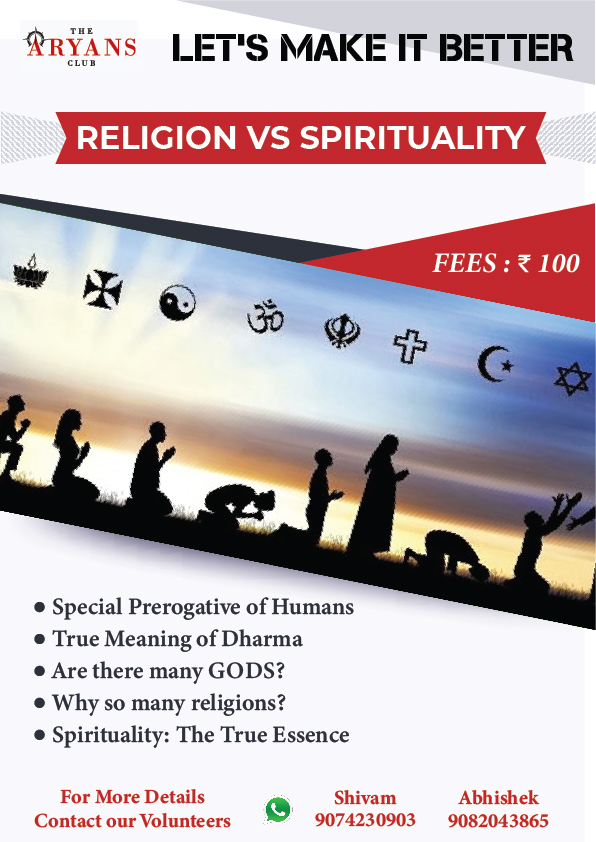 THE
ARYANS
CLUB
LET'S MAKE IT BETTER
RELIGION VS SPIRITUALITY
FEES : ₹ 100
● Special Prerogative of Humans
● True Meaning of Dharma
● Are there many GODS?
● Why so many religions?
● Spirituality: The True Essence
For More Details
Contact our Volunteers
Shivam
9074230903
Abhishek
9082043865